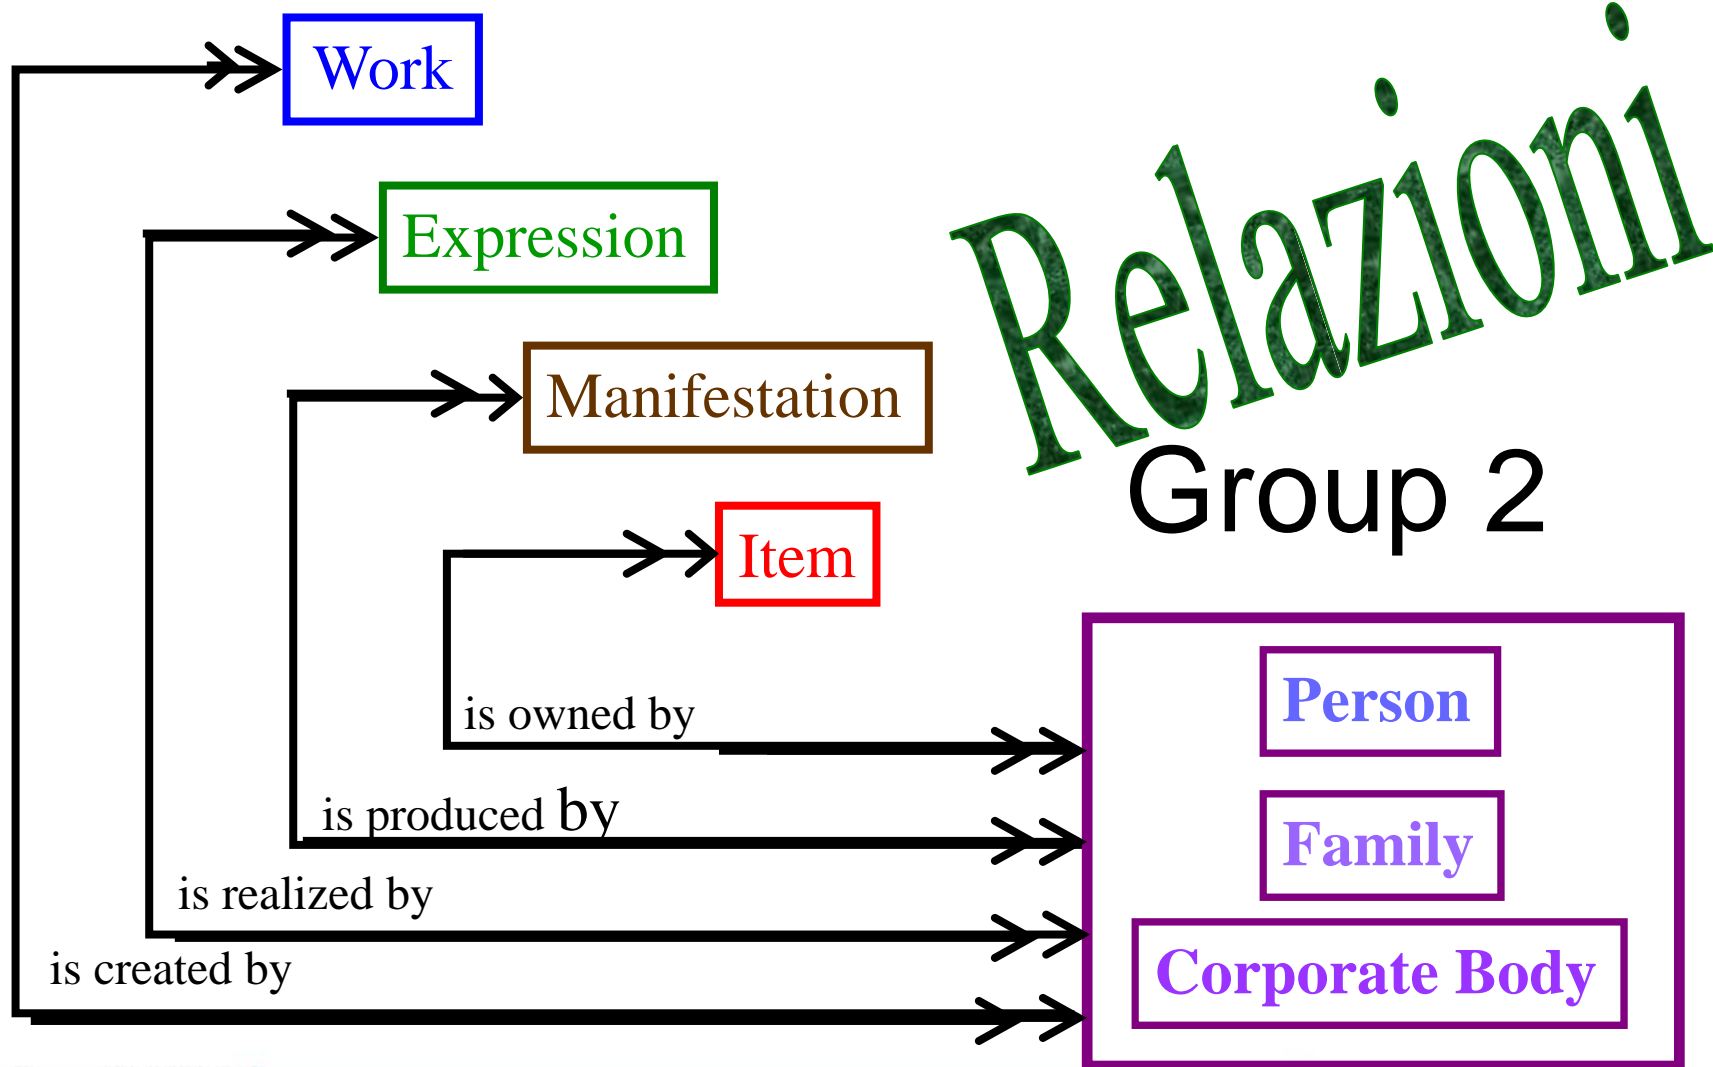 Work
Expression
Manifestation
Item
Relazioni
Group 2
is owned by
is produced by
is realized by
is created by
Person
Family
Corporate Body